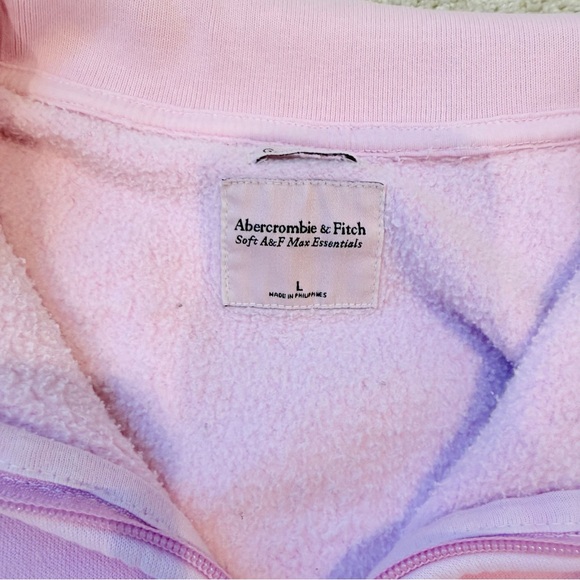 Abercrombie & Fitch
Soft A&F Max Essentials
L
MADE IN PHILIPPINES